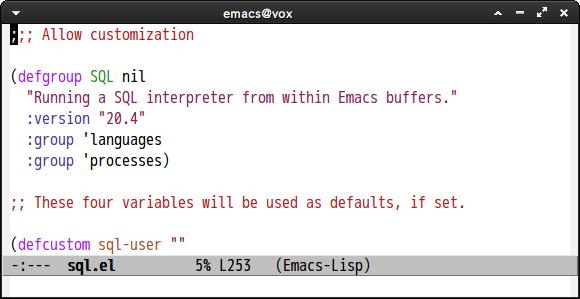 emacs@vox
;;; Allow customization
(defgroup SQL nil
"Running a SQL interpreter from within Emacs buffers."
:version "20.4"
:group 'languages
:group 'processes)
;; These four variables will be used as defaults, if set.
(defcustom sql-user ""
-:--- sql.el 5% L253 (Emacs-Lisp)